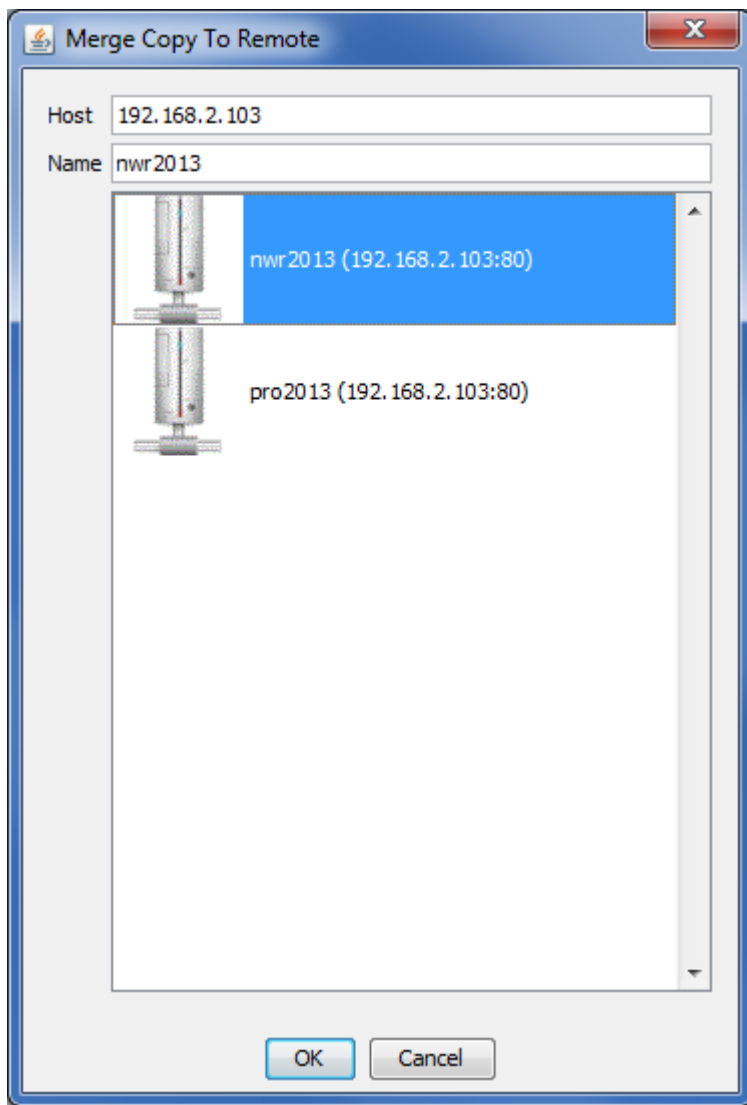 Merge Copy To Remote
Host 192.168.2.103
Name nwr2013
nwr2013 (192.168.2.103:80)
pro2013 (192.168.2.103:80)
OK Cancel